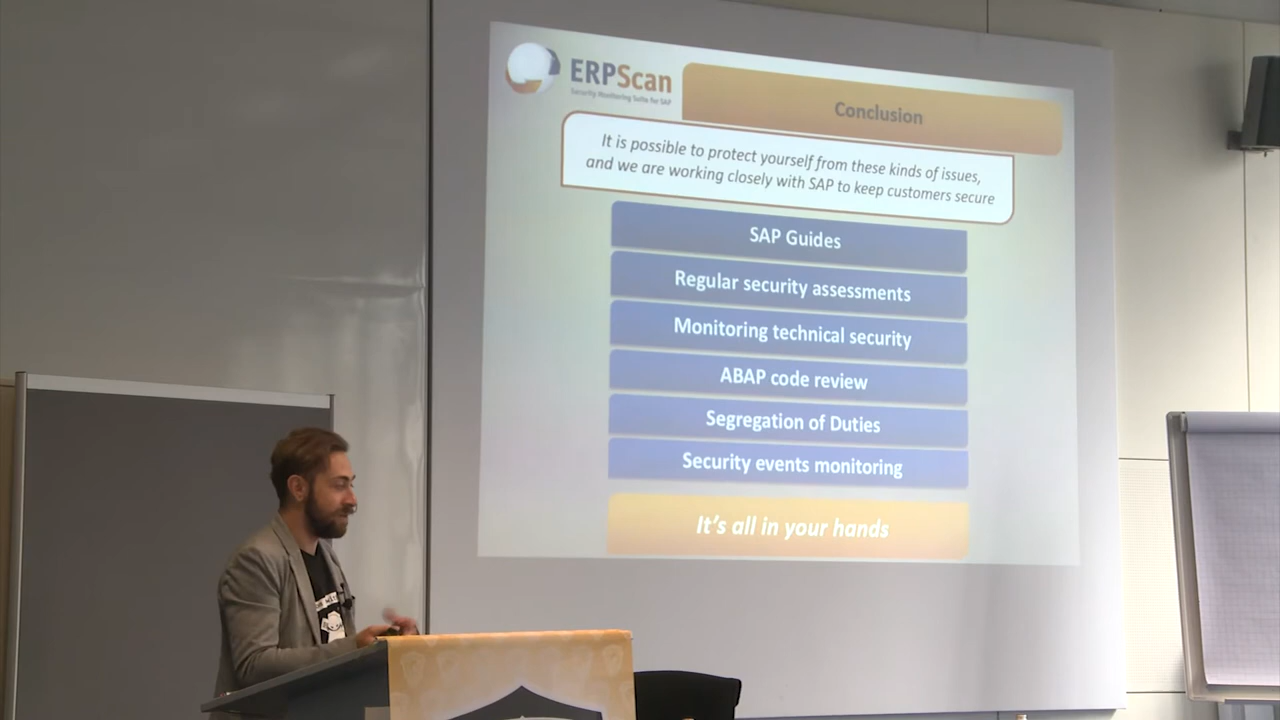 ERPScan
Security Monitoring Suite for SAP
Conclusion
It is possible to protect yourself from these kinds of issues,
and we are working closely with SAP to keep customers secure
SAP Guides
Regular security assessments
Monitoring technical security
ABAP code review
Segregation of Duties
Security events monitoring
It's all in your hands